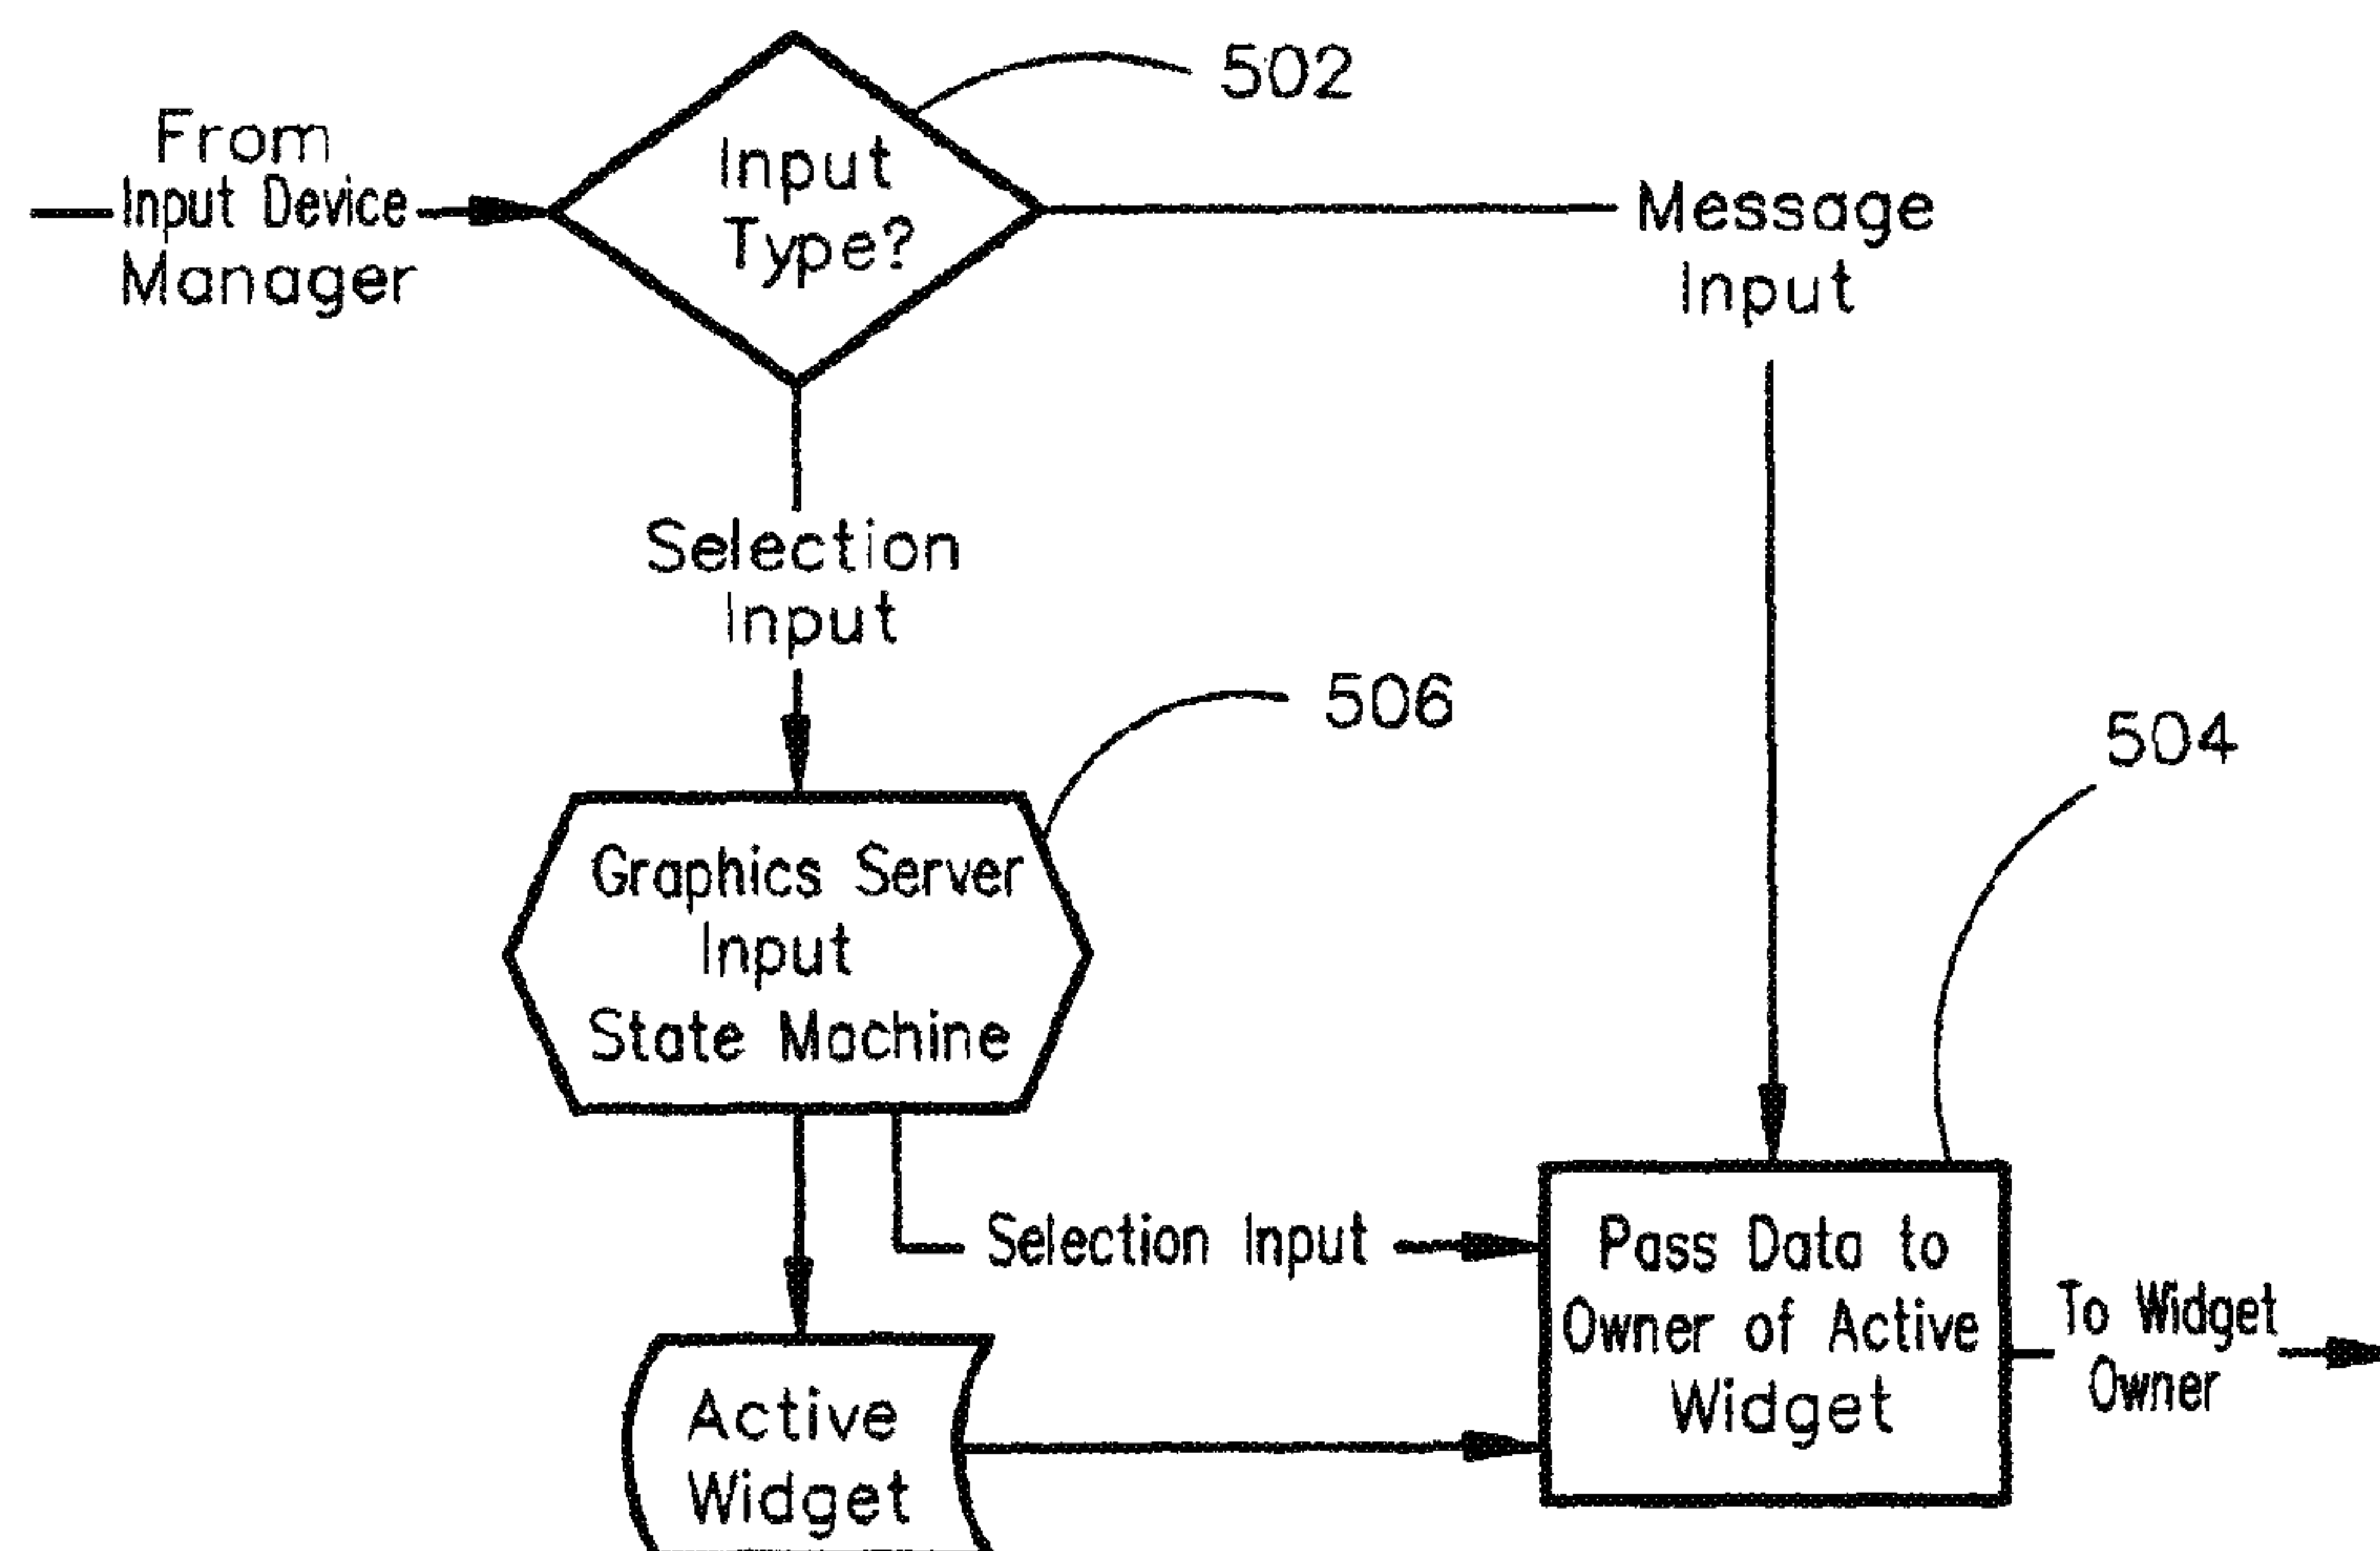 502
From
Input Device
Manager
Input
Type?
Message
Input
Selection
Input
506
504
Graphics Server
Input
State Machine
Selection Input
Pass Data to
Owner of Active
Widget
To Widget
Owner
Active
Widget